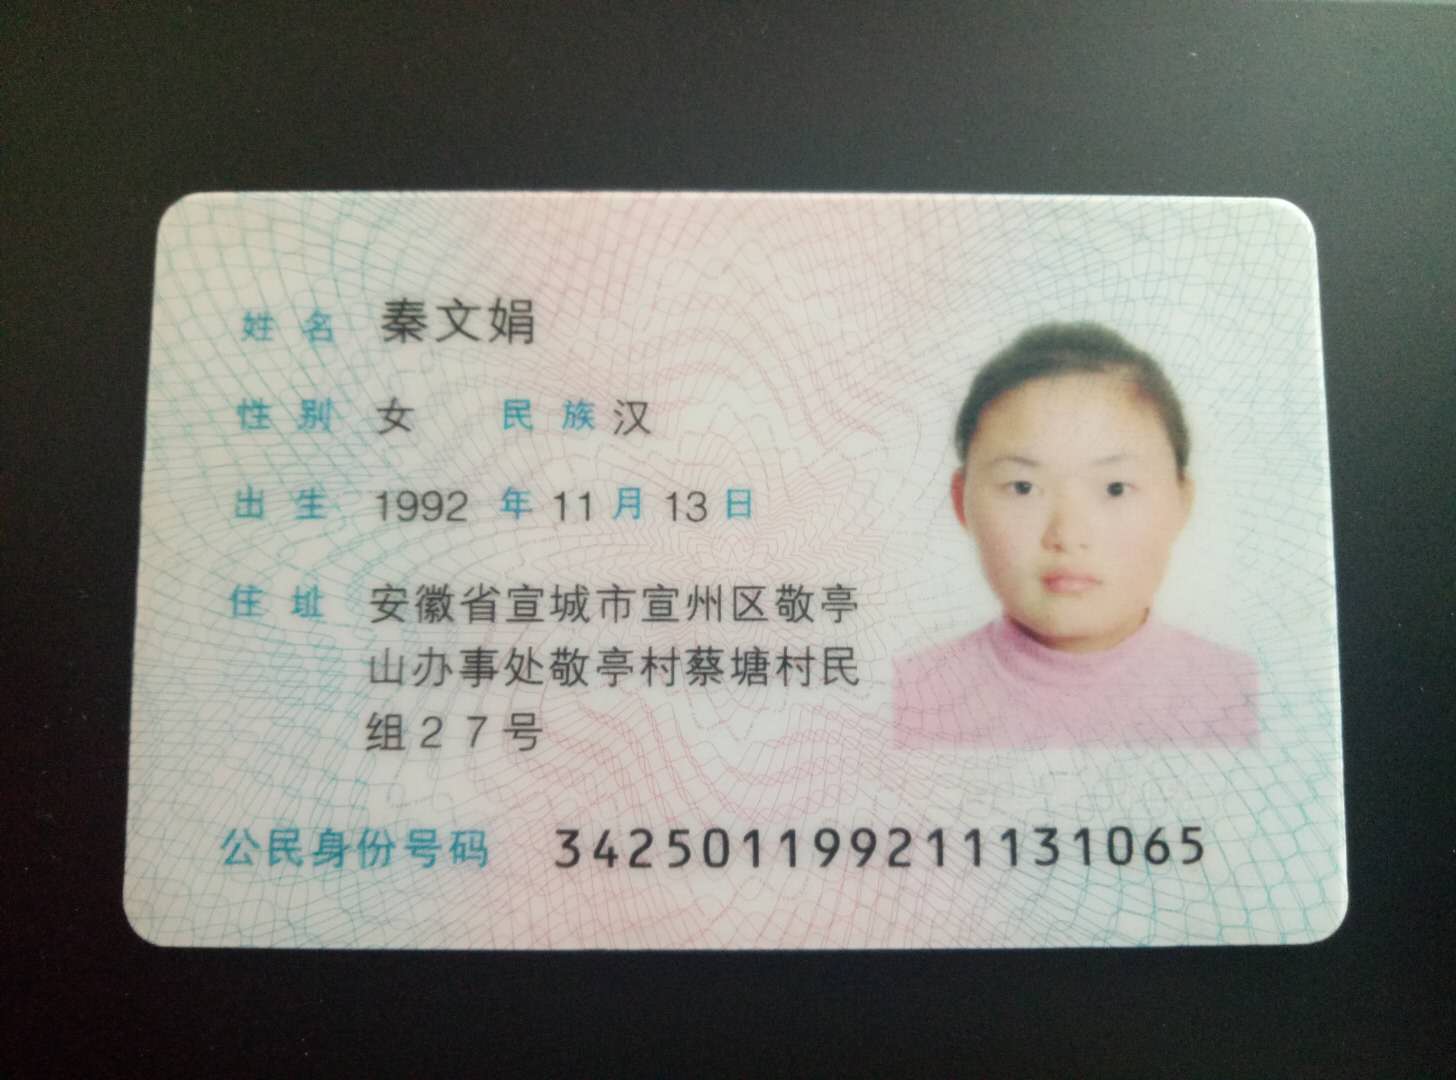 姓名 秦文娟
性别 女 民族 汉
出生 1992 年 11 月 13 日
住址 安徽省宣城市宣州区敬亭
山办事处敬亭村蔡塘村民
组27号
公民身份号码 342501199211131065